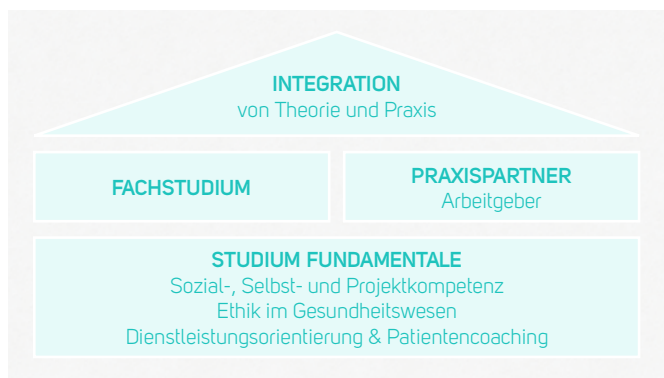 INTEGRATION
von Theorie und Praxis
FACHSTUDIUM
PRAXISPARTNER
Arbeitgeber
STUDIUM FUNDAMENTALE
Sozial-, Selbst- und Projektkompetenz
Ethik im Gesundheitswesen
Dienstleistungsorientierung & Patientencoaching